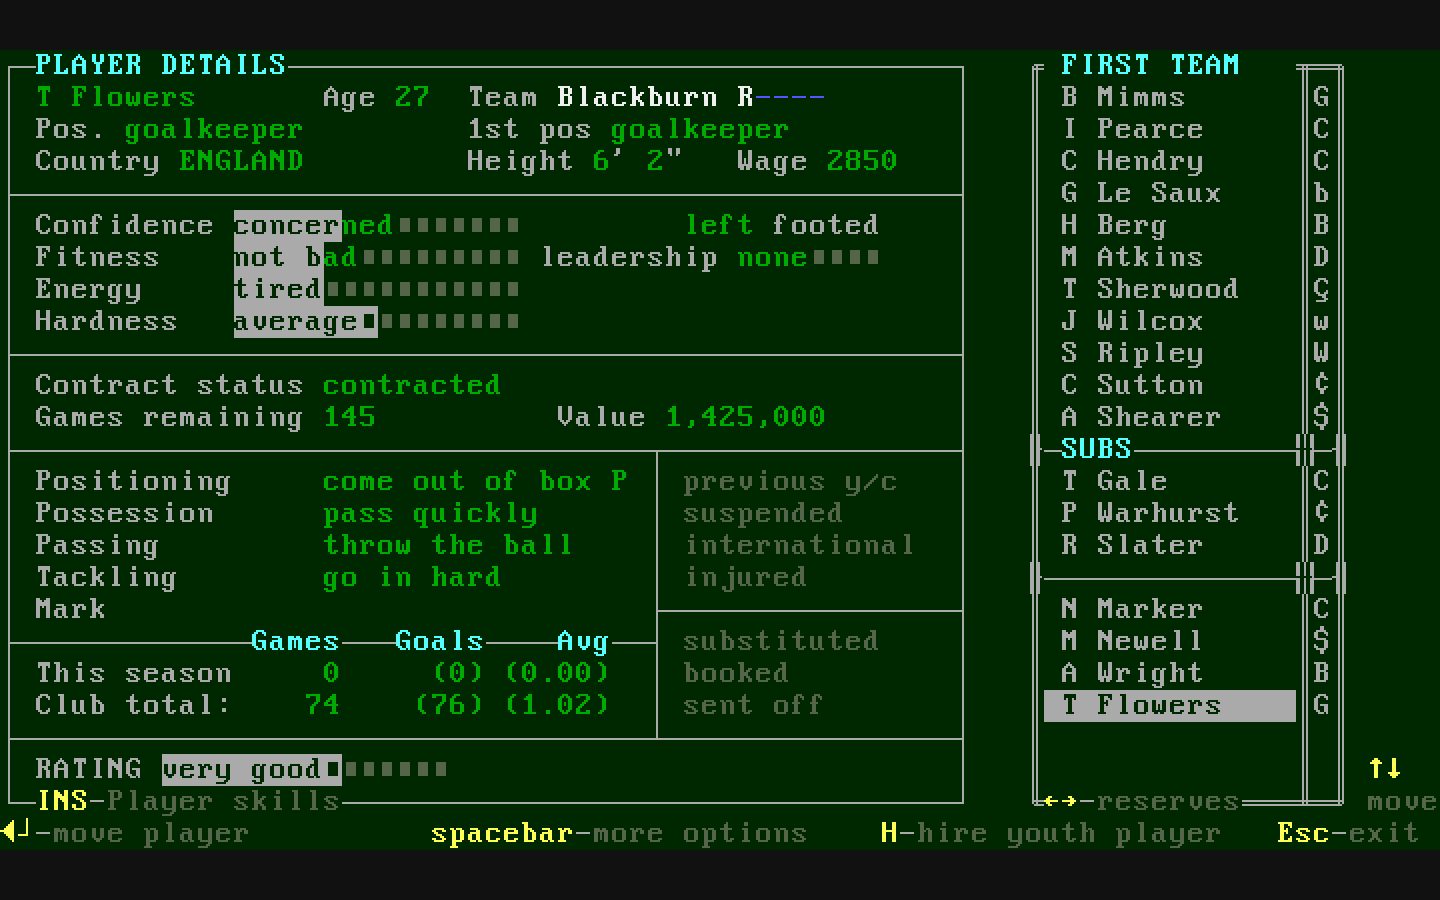 PLAYER DETAILS
T Flowers Age 27 Team Blackburn R----
Pos. goalkeeper 1st pos goalkeeper
Country ENGLAND Height 6' 2" Wage 2850
Confidence concerned left footed
Fitness not bad leadership none
Energy tired
Hardness average
Contract status contracted
Games remaining 145 Value 1,425,000
Positioning come out of box P
Possession pass quickly
Passing throw the ball
Tackling go in hard
Mark
previous y/c
suspended
international
injured
Games Goals Avg
This season 0 (0) (0.00)
Club total: 74 (76) (1.02)
substituted
booked
sent off
RATING very good
INS-Player skills
FIRST TEAM
B Mimms G
I Pearce C
C Hendry C
G Le Saux b
H Berg B
M Atkins D
T Sherwood Ç
J Wilcox w
S Ripley W
C Sutton ¢
A Shearer $
SUBS
T Gale C
P Warhurst ¢
R Slater D
N Marker C
M Newell $
A Wright B
T Flowers G
←→-reserves
↑↓
move
◄┘-move player spacebar-more options H-hire youth player Esc-exit